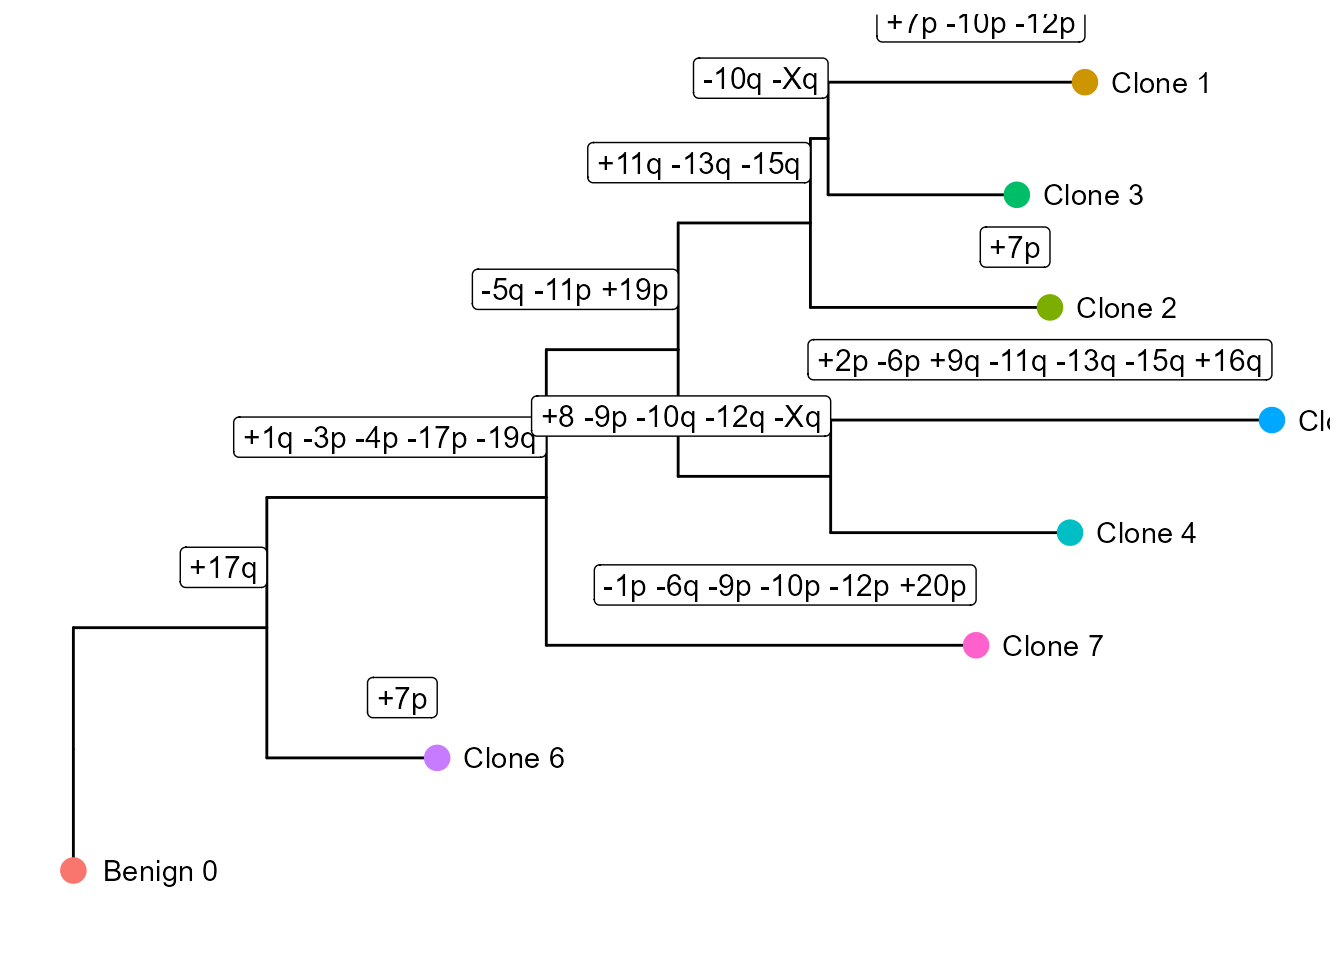 +7p -10p -12p
-10q -Xq
Clone 1
+11q -13q -15q
Clone 3
+7p
-5q -11p +19p
Clone 2
+2p -6p +9q -11q -13q -15q +16q
+8 -9p -10q -12q -Xq
+1q -3p -4p -17p -19q
Clone 4
+17q
-1p -6q -9p -10p -12p +20p
Clone 7
+7p
Clone 6
Benign 0